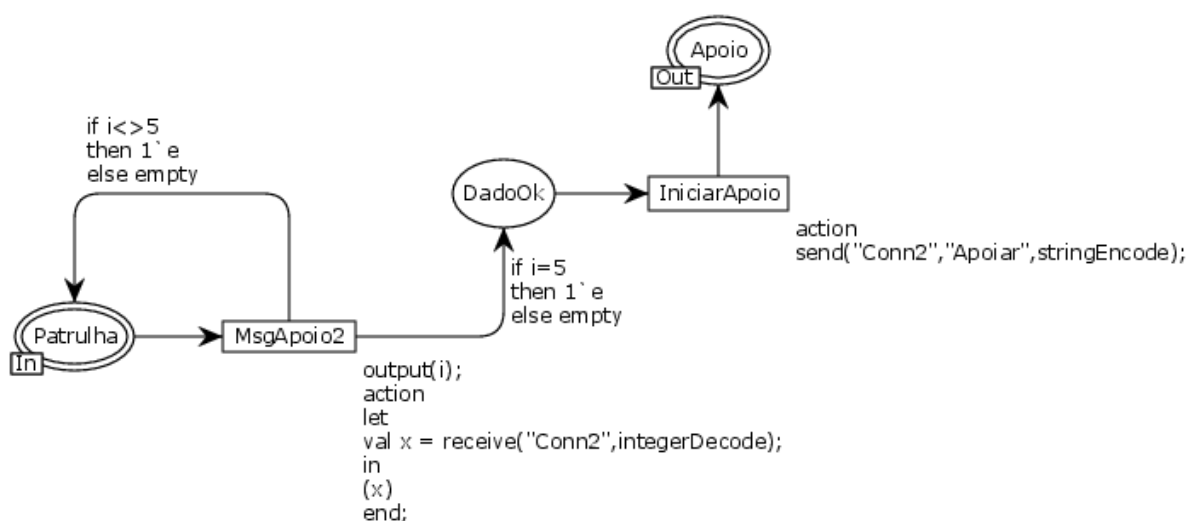 Apoio
Out
if i<>5
then 1`e
else empty
DadoOk
IniciarApoio
action
send("Conn2","Apoiar",stringEncode);
if i=5
then 1`e
else empty
Patrulha
In
MsgApoio2
output(i);
action
let
val x = receive("Conn2",integerDecode);
in
(x)
end;